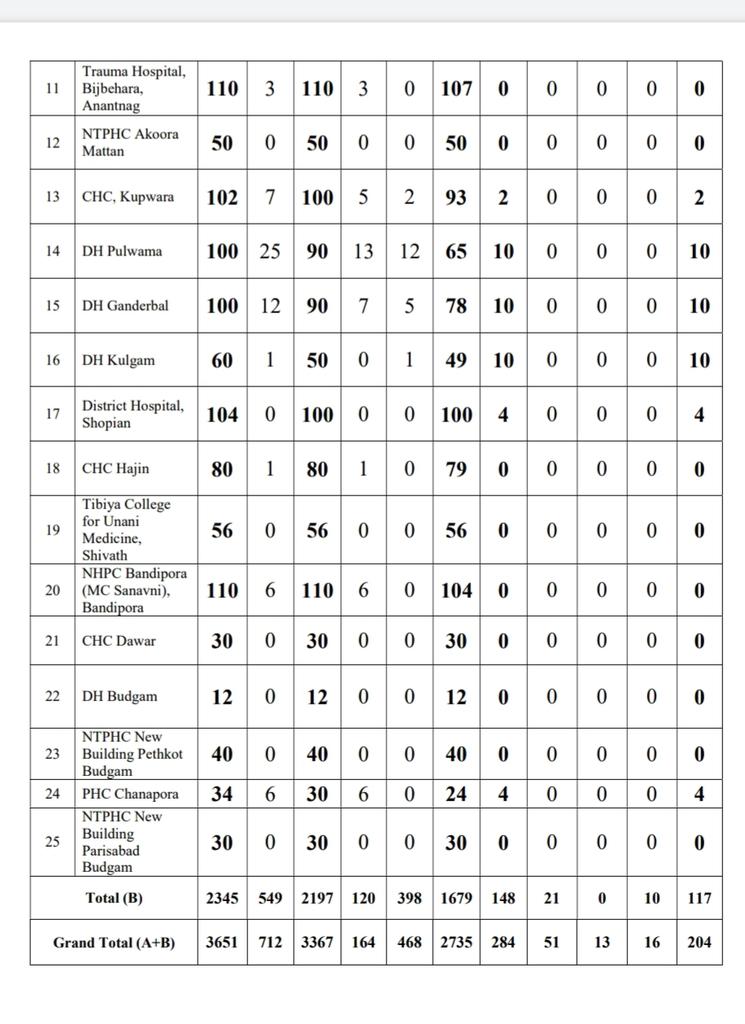 11 Trauma Hospital, Bijbehara, Anantnag 110 3 110 3 0 107 0 0 0 0 0
12 NTPHC Akoora Mattan 50 0 50 0 0 50 0 0 0 0 0
13 CHC, Kupwara 102 7 100 5 2 93 2 0 0 0 2
14 DH Pulwama 100 25 90 13 12 65 10 0 0 0 10
15 DH Ganderbal 100 12 90 7 5 78 10 0 0 0 10
16 DH Kulgam 60 1 50 0 1 49 10 0 0 0 10
17 District Hospital, Shopian 104 0 100 0 0 100 4 0 0 0 4
18 CHC Hajin 80 1 80 1 0 79 0 0 0 0 0
19 Tibiya College for Unani Medicine, Shivath 56 0 56 0 0 56 0 0 0 0 0
20 NHPC Bandipora (MC Sanavni), Bandipora 110 6 110 6 0 104 0 0 0 0 0
21 CHC Dawar 30 0 30 0 0 30 0 0 0 0 0
22 DH Budgam 12 0 12 0 0 12 0 0 0 0 0
23 NTPHC New Building Pethkot Budgam 40 0 40 0 0 40 0 0 0 0 0
24 PHC Chanapora 34 6 30 6 0 24 4 0 0 0 4
25 NTPHC New Building Parisabad Budgam 30 0 30 0 0 30 0 0 0 0 0
Total (B) 2345 549 2197 120 398 1679 148 21 0 10 117
Grand Total (A+B) 3651 712 3367 164 468 2735 284 51 13 16 204